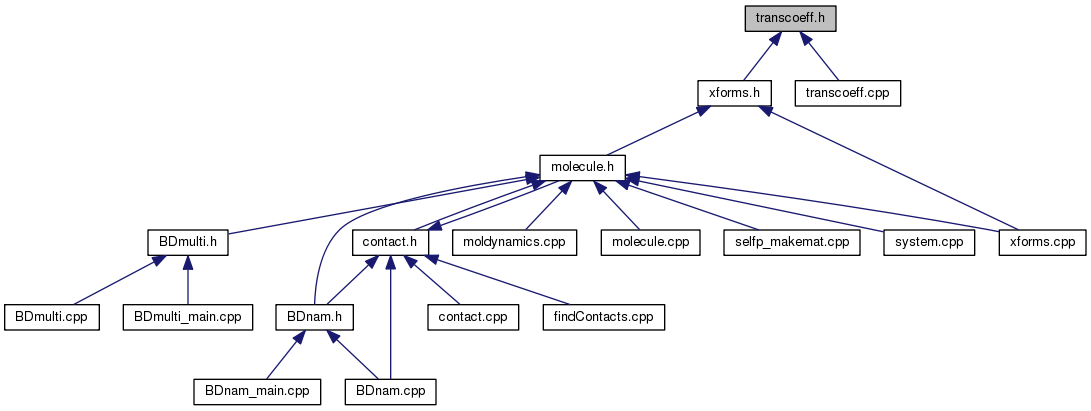 transcoeff.h
xforms.h
transcoeff.cpp
molecule.h
BDmulti.h
contact.h
moldynamics.cpp
molecule.cpp
selfp_makemat.cpp
system.cpp
xforms.cpp
BDmulti.cpp
BDmulti_main.cpp
BDnam.h
contact.cpp
findContacts.cpp
BDnam_main.cpp
BDnam.cpp